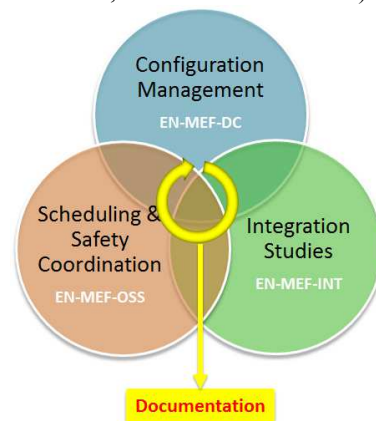 Configuration
Management
EN-MEF-DC
Scheduling &
Safety
Coordination
EN-MEF-OSS
Integration
Studies
EN-MEF-INT
Documentation